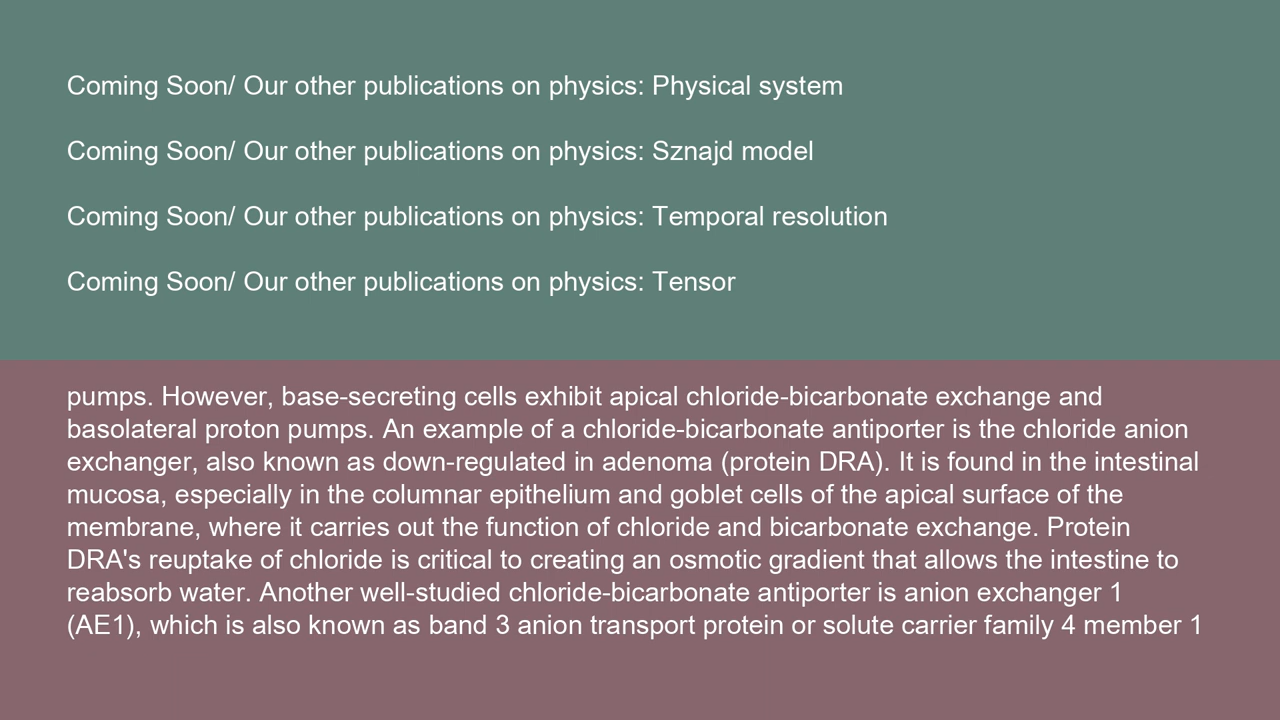 Coming Soon/ Our other publications on physics: Physical system
Coming Soon/ Our other publications on physics: Sznajd model
Coming Soon/ Our other publications on physics: Temporal resolution
Coming Soon/ Our other publications on physics: Tensor
pumps. However, base-secreting cells exhibit apical chloride-bicarbonate exchange and
basolateral proton pumps. An example of a chloride-bicarbonate antiporter is the chloride anion
exchanger, also known as down-regulated in adenoma (protein DRA). It is found in the intestinal
mucosa, especially in the columnar epithelium and goblet cells of the apical surface of the
membrane, where it carries out the function of chloride and bicarbonate exchange. Protein
DRA's reuptake of chloride is critical to creating an osmotic gradient that allows the intestine to
reabsorb water. Another well-studied chloride-bicarbonate antiporter is anion exchanger 1
(AE1), which is also known as band 3 anion transport protein or solute carrier family 4 member 1